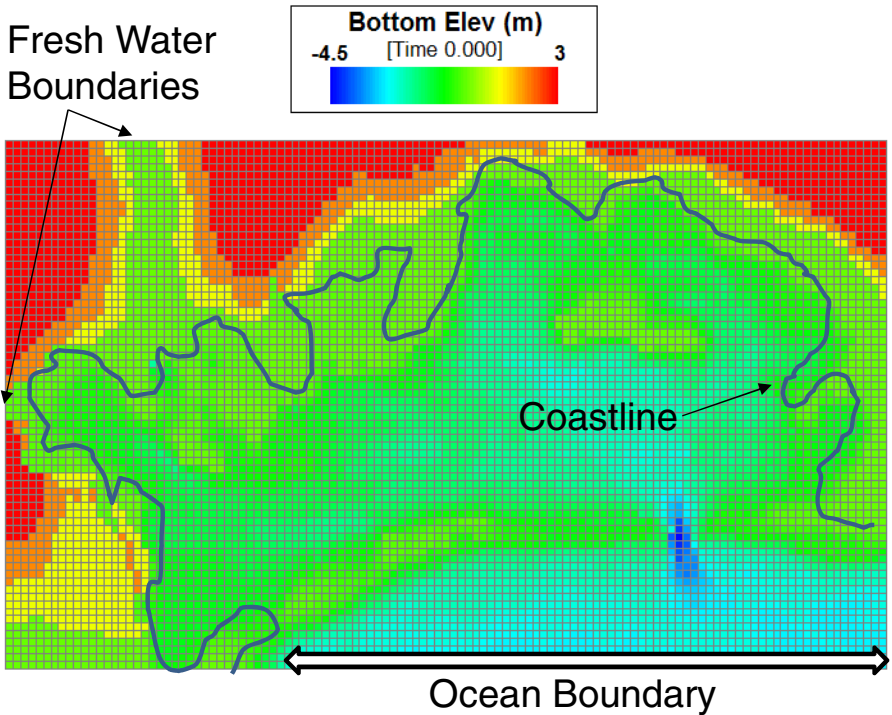 Fresh Water
Boundaries
Bottom Elev (m)
-4.5 [Time 0.000] 3
Coastline
Ocean Boundary